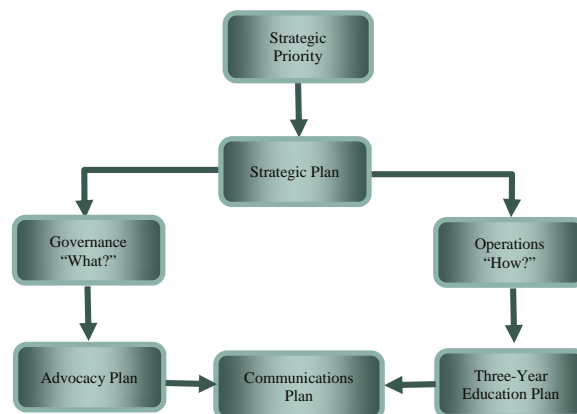 Strategic
Priority
Strategic Plan
Governance
“What?”
Operations
“How?”
Advocacy Plan
Communications
Plan
Three-Year
Education Plan